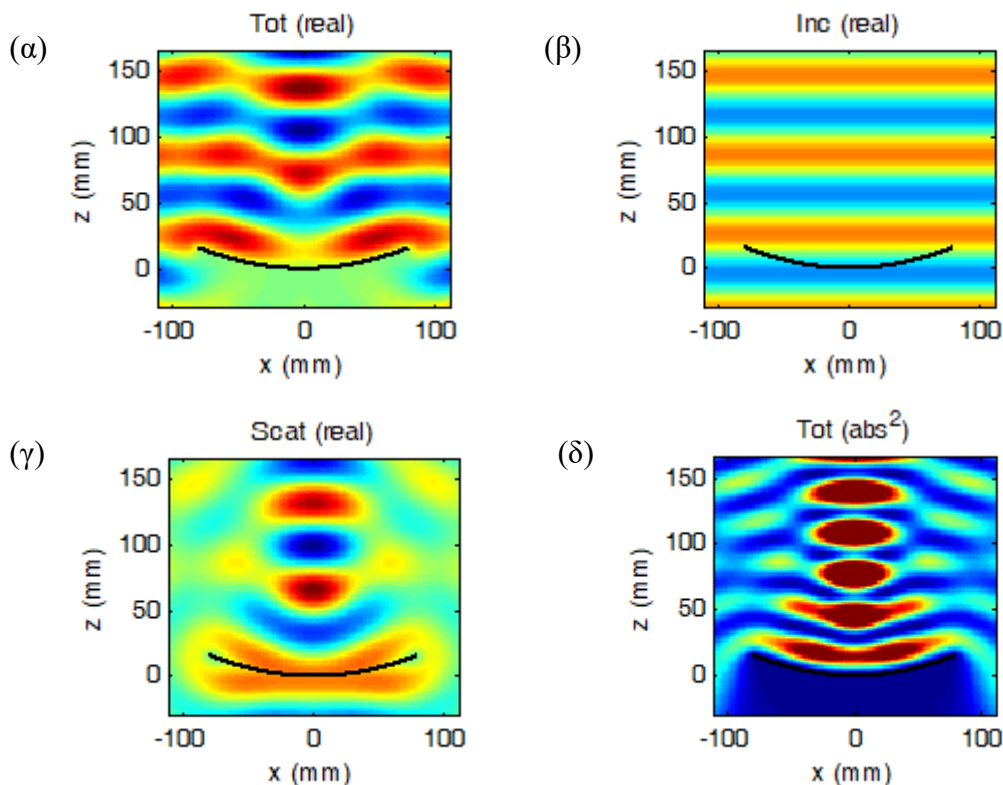 (α)
Tot (real)
z (mm)
150
100
50
0
-100 0 100
x (mm)
(β)
Inc (real)
z (mm)
150
100
50
0
-100 0 100
x (mm)
(γ)
Scat (real)
z (mm)
150
100
50
0
-100 0 100
x (mm)
(δ)
Tot (abs²)
z (mm)
150
100
50
0
-100 0 100
x (mm)